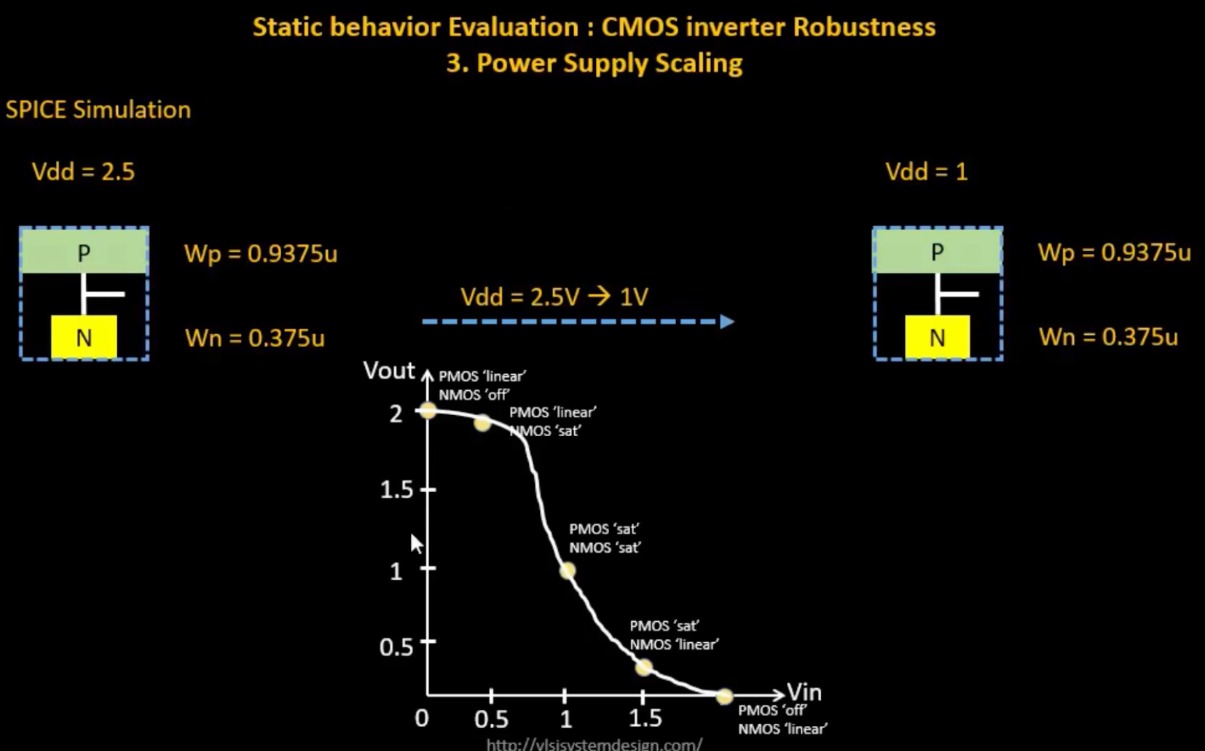 Static behavior Evaluation : CMOS inverter Robustness
3. Power Supply Scaling
SPICE Simulation
Vdd = 2.5
P
Wp = 0.9375u
N
Wn = 0.375u
Vdd = 2.5V → 1V
Vdd = 1
P
Wp = 0.9375u
N
Wn = 0.375u
Vout
PMOS ‘linear’
NMOS ‘off’
PMOS ‘linear’
NMOS ‘sat’
2
1.5
PMOS ‘sat’
NMOS ‘sat’
1
PMOS ‘sat’
NMOS ‘linear’
0.5
Vin
PMOS ‘off’
NMOS ‘linear’
0 0.5 1 1.5
http://vlsisystemdesign.com/